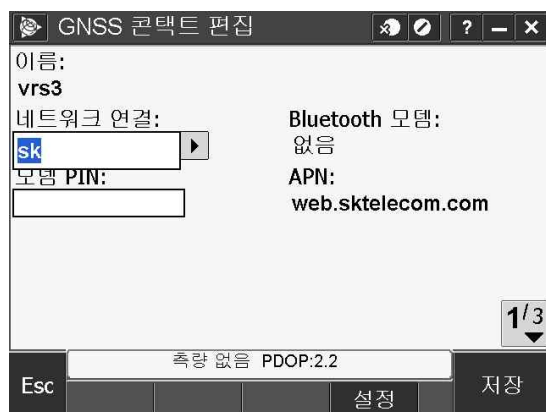 GNSS 콘택트 편집 ? – ×
이름:
vrs3
네트워크 연결: Bluetooth 모뎀:
sk 없음
모뎀 PIN: APN:
web.sktelecom.com
1/3
측량 없음 PDOP:2.2
Esc 설정 저장